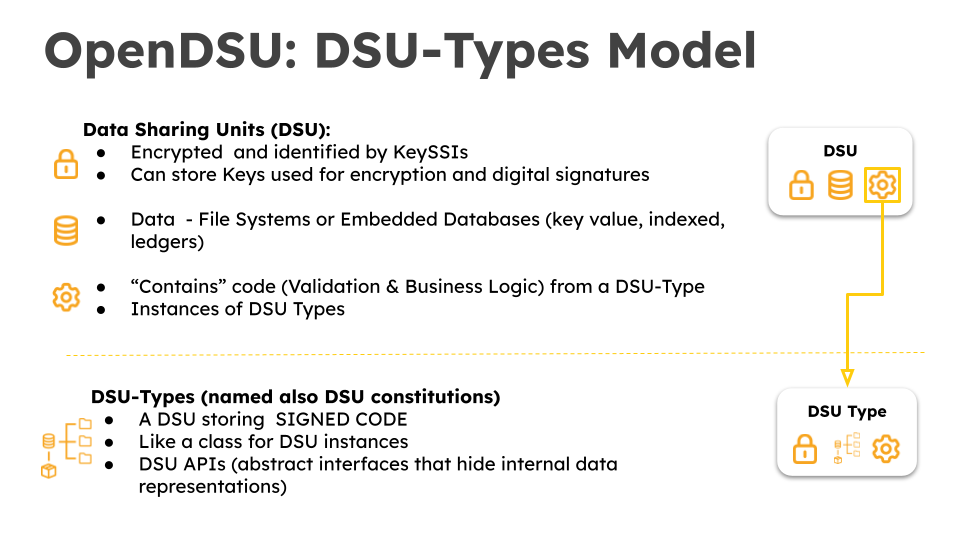 OpenDSU: DSU-Types Model
Data Sharing Units (DSU):
● Encrypted  and identified by KeySSIs
● Can store Keys used for encryption and digital signatures
● Data  - File Systems or Embedded Databases (key value, indexed,
ledgers)
● “Contains” code (Validation & Business Logic) from a DSU-Type
● Instances of DSU Types
DSU
DSU-Types (named also DSU constitutions)
● A DSU storing  SIGNED CODE
● Like a class for DSU instances
● DSU APIs (abstract interfaces that hide internal data
representations)
DSU Type